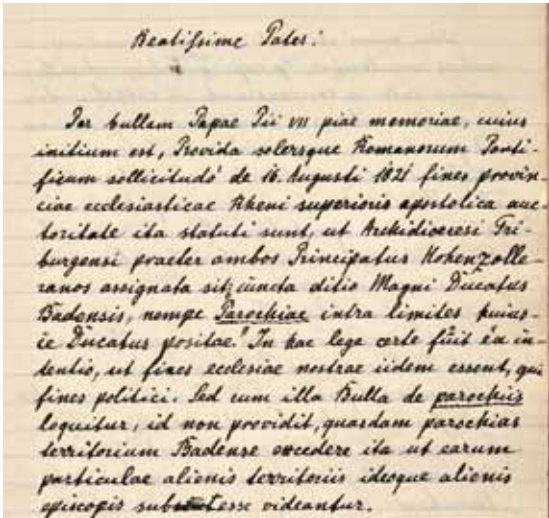 Beatissime Pater!
Per bullam Papae Pii VII piae memoriae, cuius
initium est, Provida solersque Romanorum Ponti-
ficum sollicitudo de 16. Augusti 1821 fines provin-
ciae ecclesiasticae Rheni superioris apostolica auc-
toritate ita statuti sunt, ut Archidiocesi Fri-
burgensi praeter ambos Principatus Hohenzolle-
ranos assignata sit, cuncta ditio Magni Ducatus
Badensis, nempe Parochiae intra limites huius-
ce Ducatus positae. In hac lege certe fuit ea in-
tentio, ut fines eclesiae nostrae iidem essent, qui
fines politici. Sed cum illa Bulla de parochiis
loquitur, id non providit, quasdam parochias
territorium Badense excedere ita ut earum
particulae alienis territoriis ideoque alienis
episcopis subesse videantur.